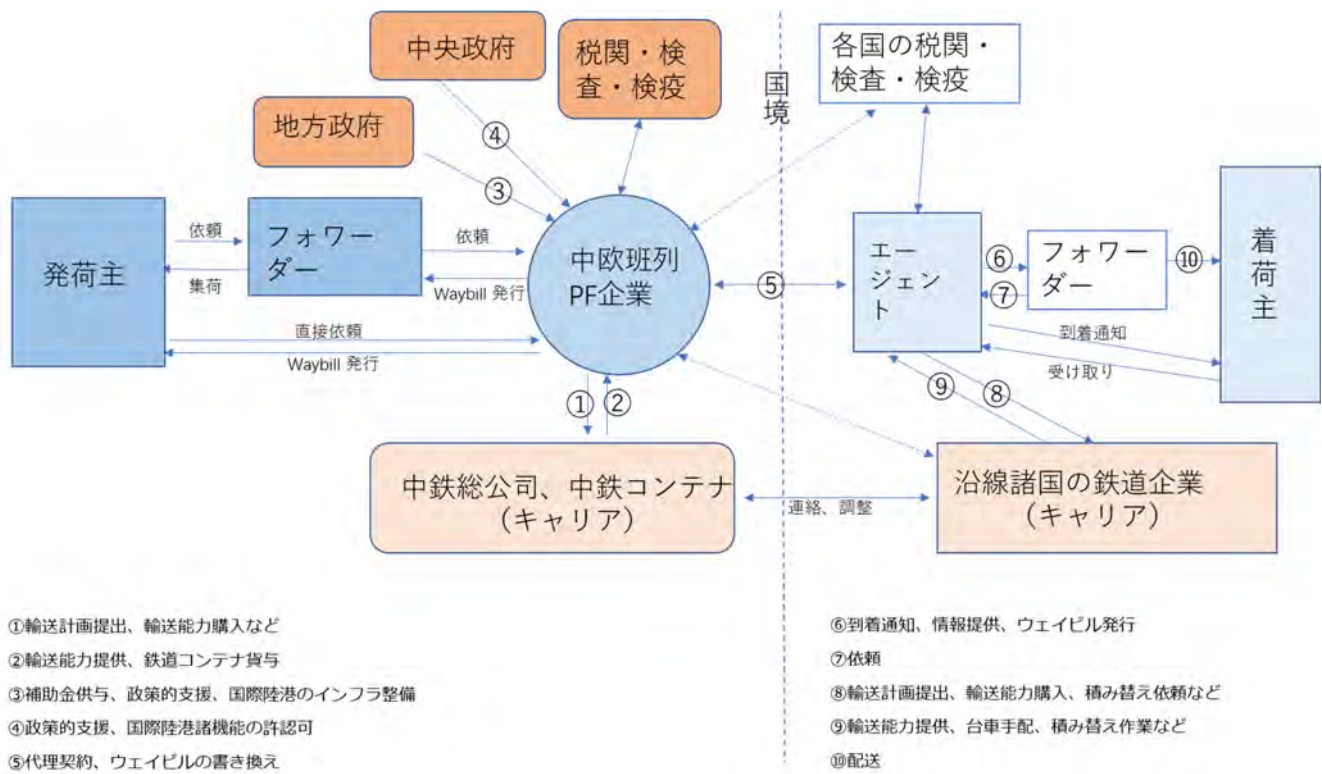 中央政府
税関・検
査・検疫
国境
各国の税関・
検査・検疫
地方政府
④
③
発荷主
依頼
集荷
フォワー
ダー
依頼
Waybill 発行
中欧班列
PF企業
直接依頼
Waybill 発行
⑤
エー
ジェン
ト
⑥
⑦
フォワー
ダー
⑩
着荷主
到着通知
受け取り
①
②
⑨
⑧
中鉄総公司、中鉄コンテナ
（キャリア）
連絡、調整
沿線諸国の鉄道企業
（キャリア）
①輸送計画提出、輸送能力購入など
②輸送能力提供、鉄道コンテナ貸与
③補助金供与、政策的支援、国際陸港のインフラ整備
④政策的支援、国際陸港諸機能の許認可
⑤代理契約、ウェイビルの書き換え
⑥到着通知、情報提供、ウェイビル発行
⑦依頼
⑧輸送計画提出、輸送能力購入、積み替え依頼など
⑨輸送能力提供、台車手配、積み替え作業など
⑩配送